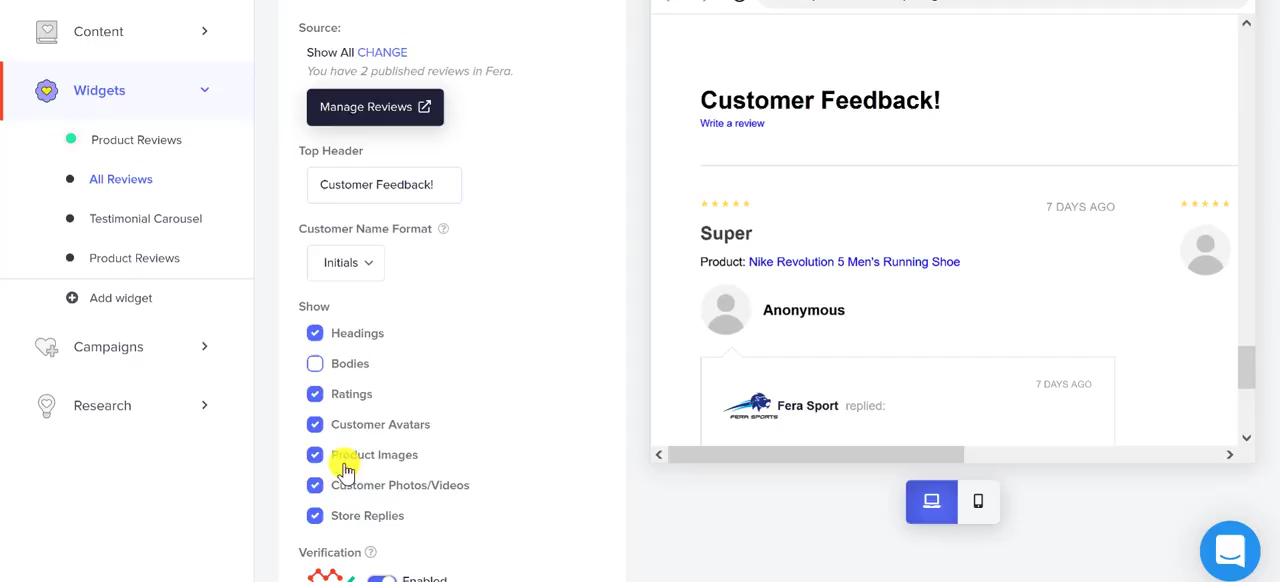 Content
Widgets
Product Reviews
All Reviews
Testimonial Carousel
Product Reviews
Add widget
Campaigns
Research
Source:
Show All CHANGE
You have 2 published reviews in Fera.
Manage Reviews
Top Header
Customer Feedback!
Customer Name Format
Initials
Show
Headings
Bodies
Ratings
Customer Avatars
Product Images
Customer Photos/Videos
Store Replies
Verification
Enabled
Customer Feedback!
Write a review
7 DAYS AGO
Super
Product: Nike Revolution 5 Men's Running Shoe
Anonymous
7 DAYS AGO
FERA SPORTS
Fera Sport replied: